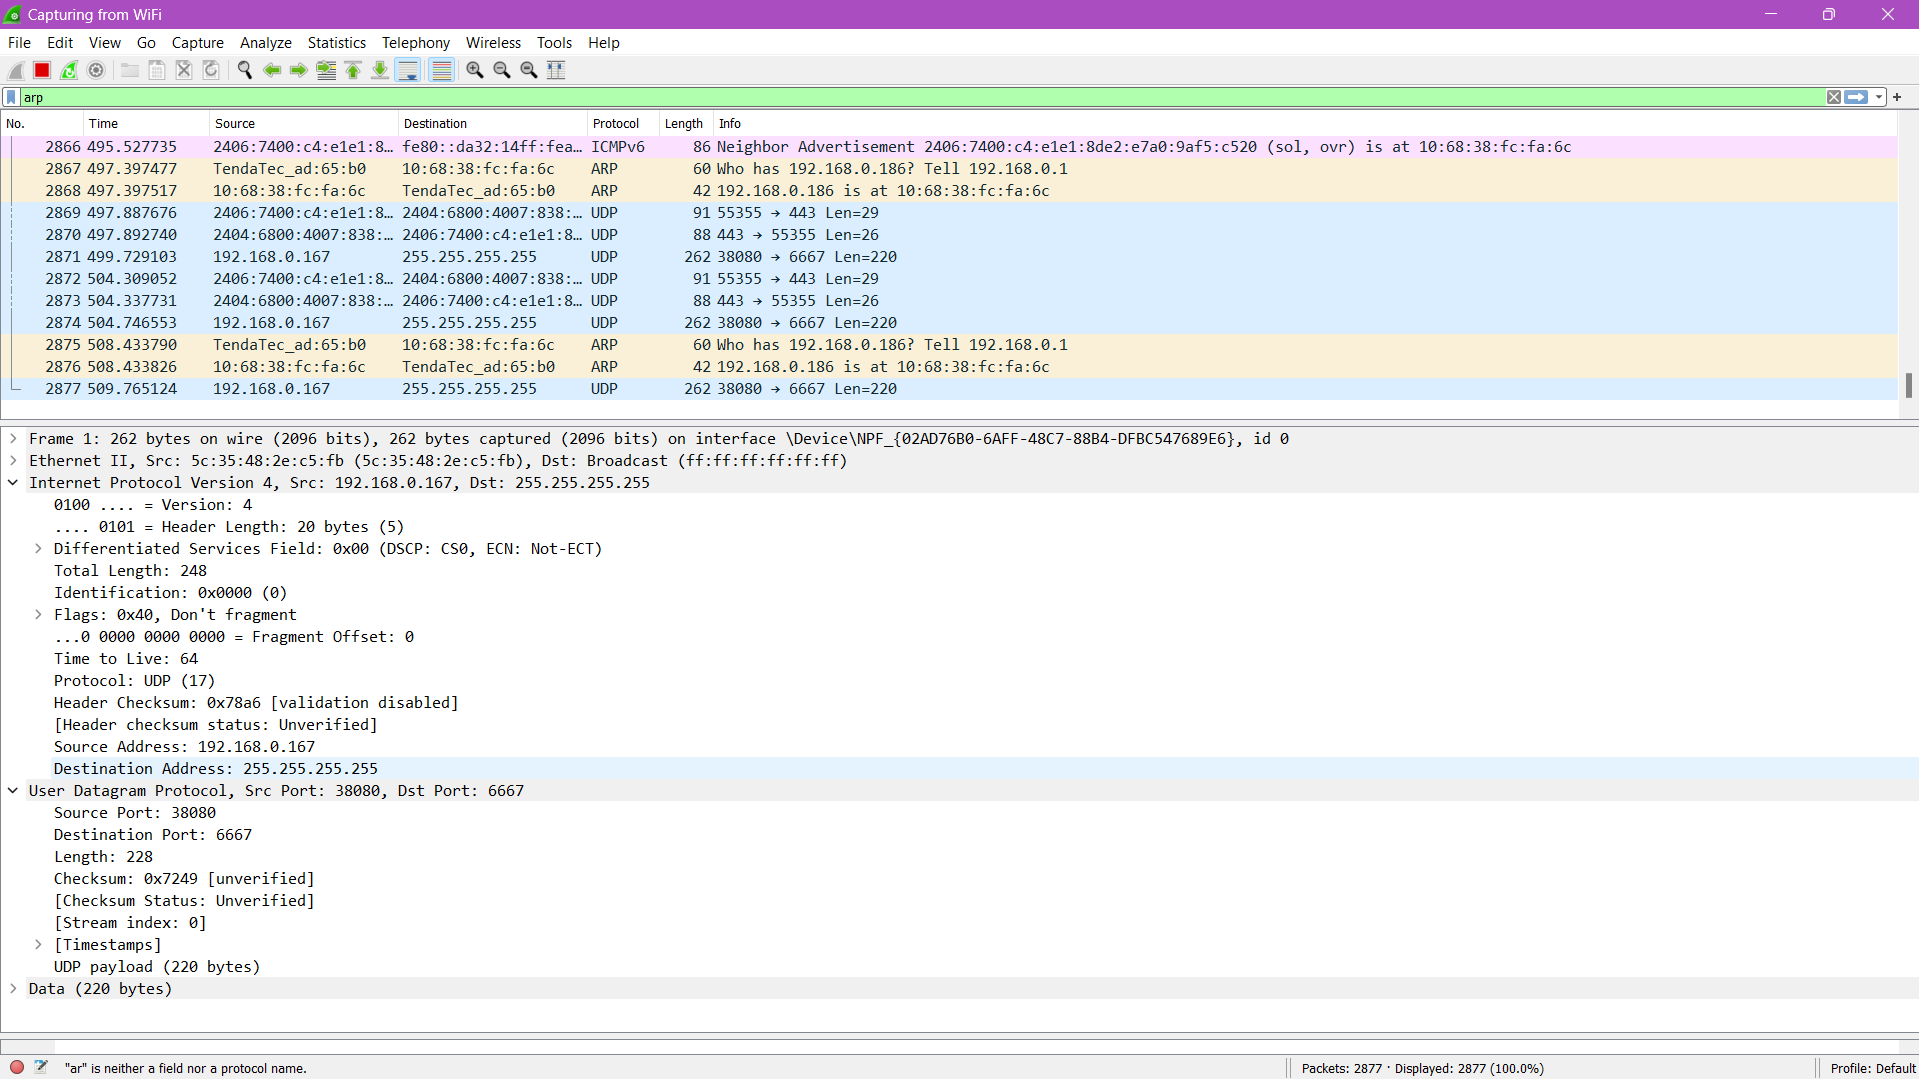 Capturing from WiFi
File Edit View Go Capture Analyze Statistics Telephony Wireless Tools Help
arp
No. Time Source Destination Protocol Length Info
2866 495.527735 2406:7400:c4:e1e1:8… fe80::da32:14ff:fea… ICMPv6 86 Neighbor Advertisement 2406:7400:c4:e1e1:8de2:e7a0:9af5:c520 (sol, ovr) is at 10:68:38:fc:fa:6c
2867 497.397477 TendaTec_ad:65:b0 10:68:38:fc:fa:6c ARP 60 Who has 192.168.0.186? Tell 192.168.0.1
2868 497.397517 10:68:38:fc:fa:6c TendaTec_ad:65:b0 ARP 42 192.168.0.186 is at 10:68:38:fc:fa:6c
2869 497.887676 2406:7400:c4:e1e1:8… 2404:6800:4007:838:… UDP 91 55355 → 443 Len=29
2870 497.892740 2404:6800:4007:838:… 2406:7400:c4:e1e1:8… UDP 88 443 → 55355 Len=26
2871 499.729103 192.168.0.167 255.255.255.255 UDP 262 38080 → 6667 Len=220
2872 504.309052 2406:7400:c4:e1e1:8… 2404:6800:4007:838:… UDP 91 55355 → 443 Len=29
2873 504.337731 2404:6800:4007:838:… 2406:7400:c4:e1e1:8… UDP 88 443 → 55355 Len=26
2874 504.746553 192.168.0.167 255.255.255.255 UDP 262 38080 → 6667 Len=220
2875 508.433790 TendaTec_ad:65:b0 10:68:38:fc:fa:6c ARP 60 Who has 192.168.0.186? Tell 192.168.0.1
2876 508.433826 10:68:38:fc:fa:6c TendaTec_ad:65:b0 ARP 42 192.168.0.186 is at 10:68:38:fc:fa:6c
2877 509.765124 192.168.0.167 255.255.255.255 UDP 262 38080 → 6667 Len=220
Frame 1: 262 bytes on wire (2096 bits), 262 bytes captured (2096 bits) on interface \Device\NPF_{02AD76B0-6AFF-48C7-88B4-DFBC547689E6}, id 0
Ethernet II, Src: 5c:35:48:2e:c5:fb (5c:35:48:2e:c5:fb), Dst: Broadcast (ff:ff:ff:ff:ff:ff)
Internet Protocol Version 4, Src: 192.168.0.167, Dst: 255.255.255.255
0100 .... = Version: 4
.... 0101 = Header Length: 20 bytes (5)
Differentiated Services Field: 0x00 (DSCP: CS0, ECN: Not-ECT)
Total Length: 248
Identification: 0x0000 (0)
Flags: 0x40, Don't fragment
...0 0000 0000 0000 = Fragment Offset: 0
Time to Live: 64
Protocol: UDP (17)
Header Checksum: 0x78a6 [validation disabled]
[Header checksum status: Unverified]
Source Address: 192.168.0.167
Destination Address: 255.255.255.255
User Datagram Protocol, Src Port: 38080, Dst Port: 6667
Source Port: 38080
Destination Port: 6667
Length: 228
Checksum: 0x7249 [unverified]
[Checksum Status: Unverified]
[Stream index: 0]
[Timestamps]
UDP payload (220 bytes)
Data (220 bytes)
"ar" is neither a field nor a protocol name. Packets: 2877 · Displayed: 2877 (100.0%) Profile: Default